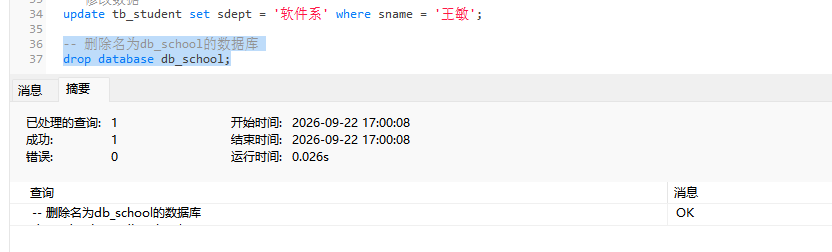 34 update tb_student set sdept = '软件系' where sname = '王敏';
35
36 -- 删除名为db_school的数据库
37 drop database db_school;
消息 摘要
已处理的查询: 1 开始时间: 2026-09-22 17:00:08
成功: 1 结束时间: 2026-09-22 17:00:08
错误: 0 运行时间: 0.026s
查询 消息
-- 删除名为db_school的数据库 OK